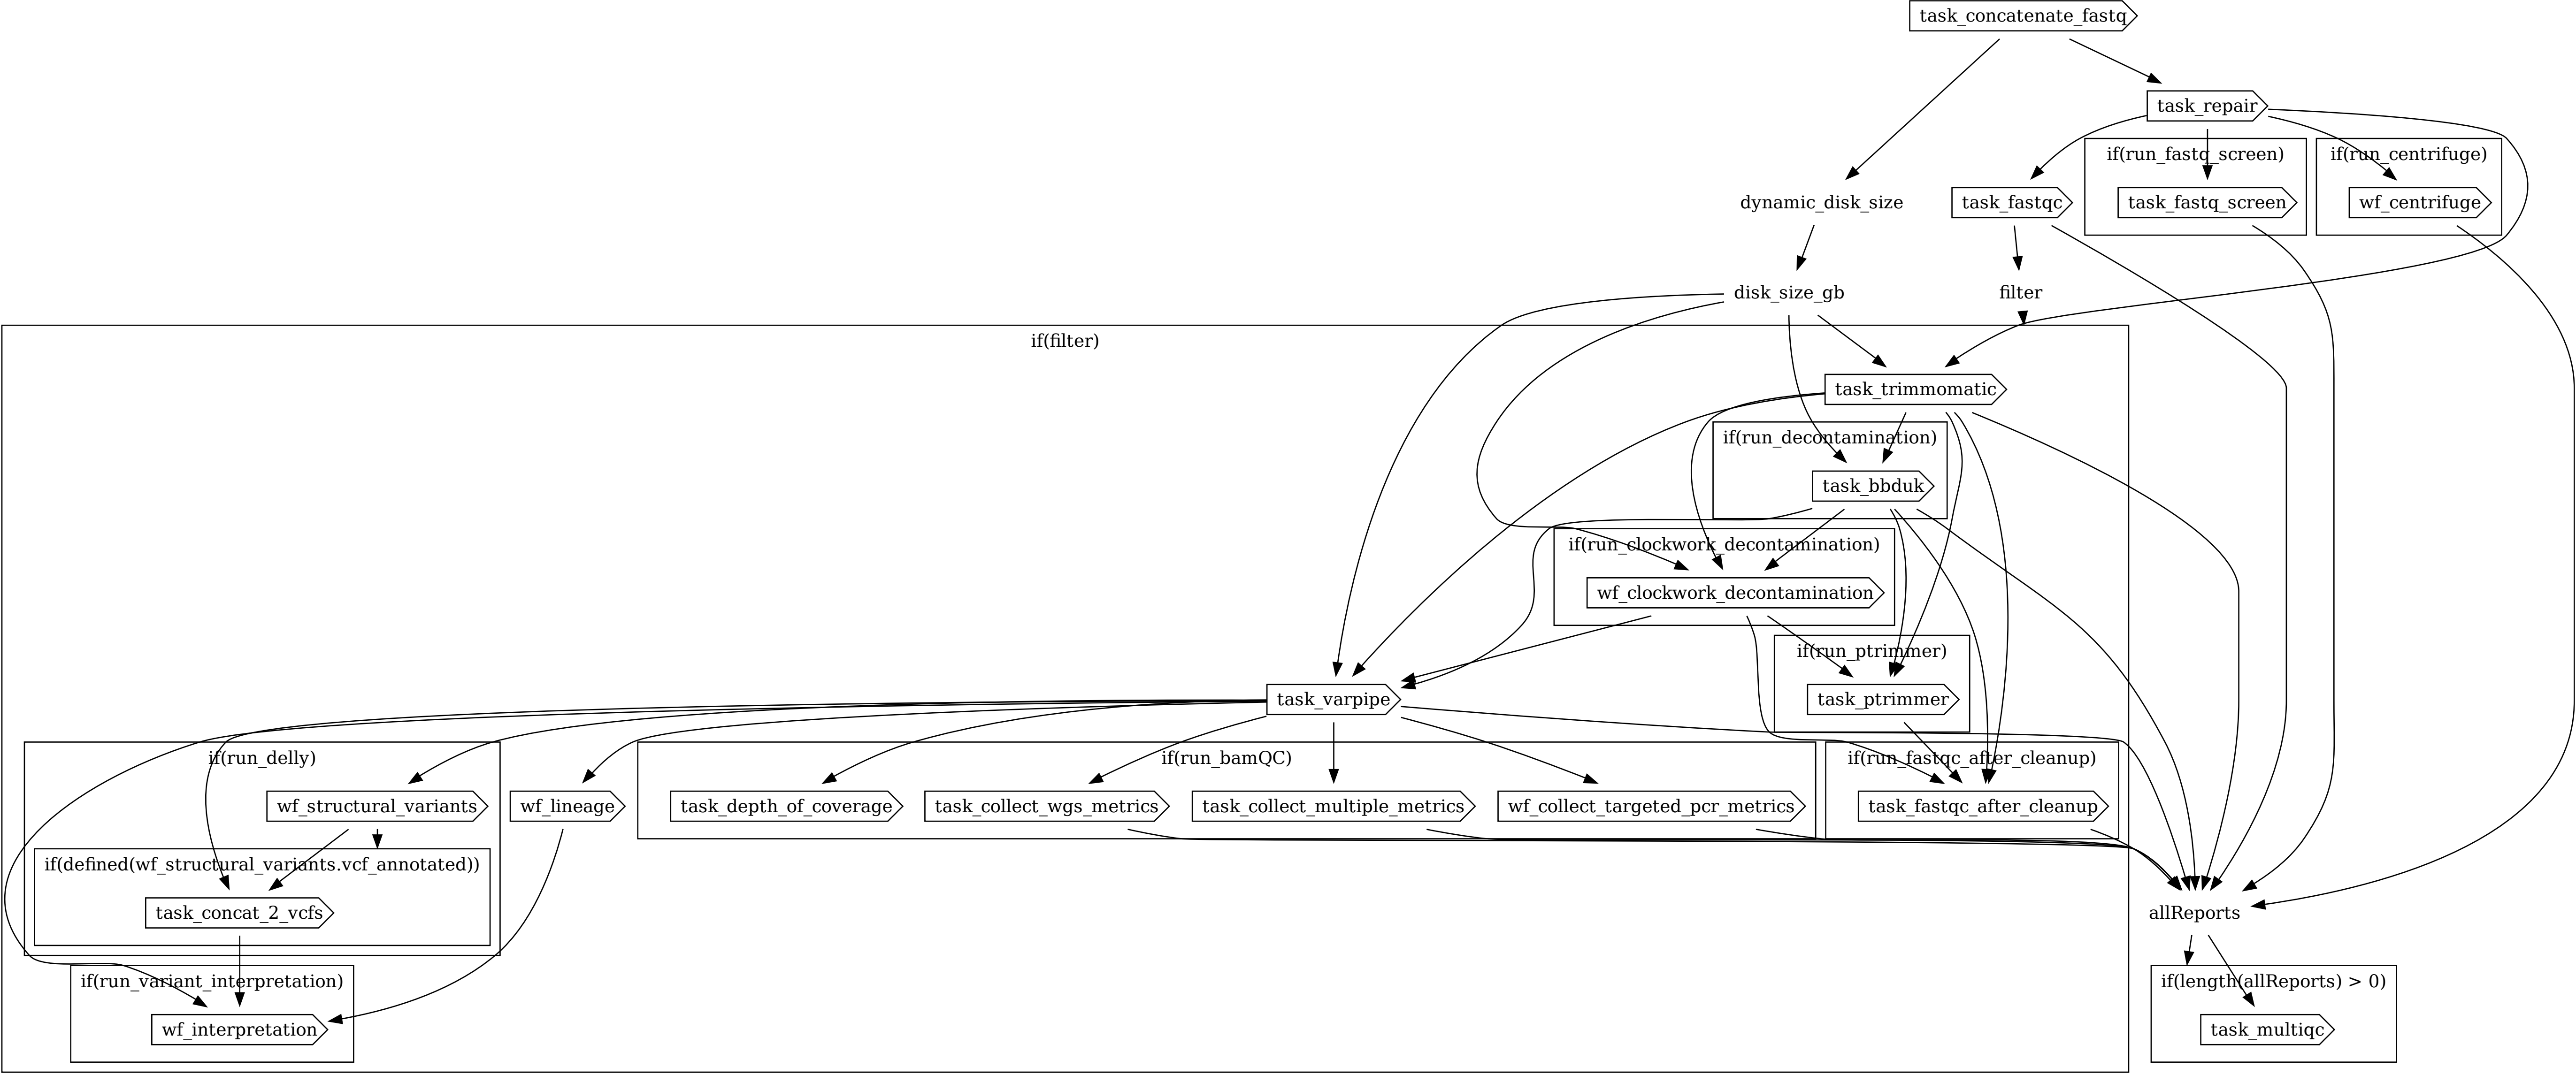 task_concatenate_fastq
task_repair
if(run_fastq_screen)
if(run_centrifuge)
dynamic_disk_size
task_fastqc
task_fastq_screen
wf_centrifuge
disk_size_gb
filter
if(filter)
task_trimmomatic
if(run_decontamination)
task_bbduk
if(run_clockwork_decontamination)
wf_clockwork_decontamination
if(run_ptrimmer)
task_varpipe
task_ptrimmer
if(run_delly)
if(run_bamQC)
if(run_fastqc_after_cleanup)
wf_structural_variants
wf_lineage
task_depth_of_coverage
task_collect_wgs_metrics
task_collect_multiple_metrics
wf_collect_targeted_pcr_metrics
task_fastqc_after_cleanup
if(defined(wf_structural_variants.vcf_annotated))
task_concat_2_vcfs
allReports
if(run_variant_interpretation)
if(length(allReports) > 0)
wf_interpretation
task_multiqc